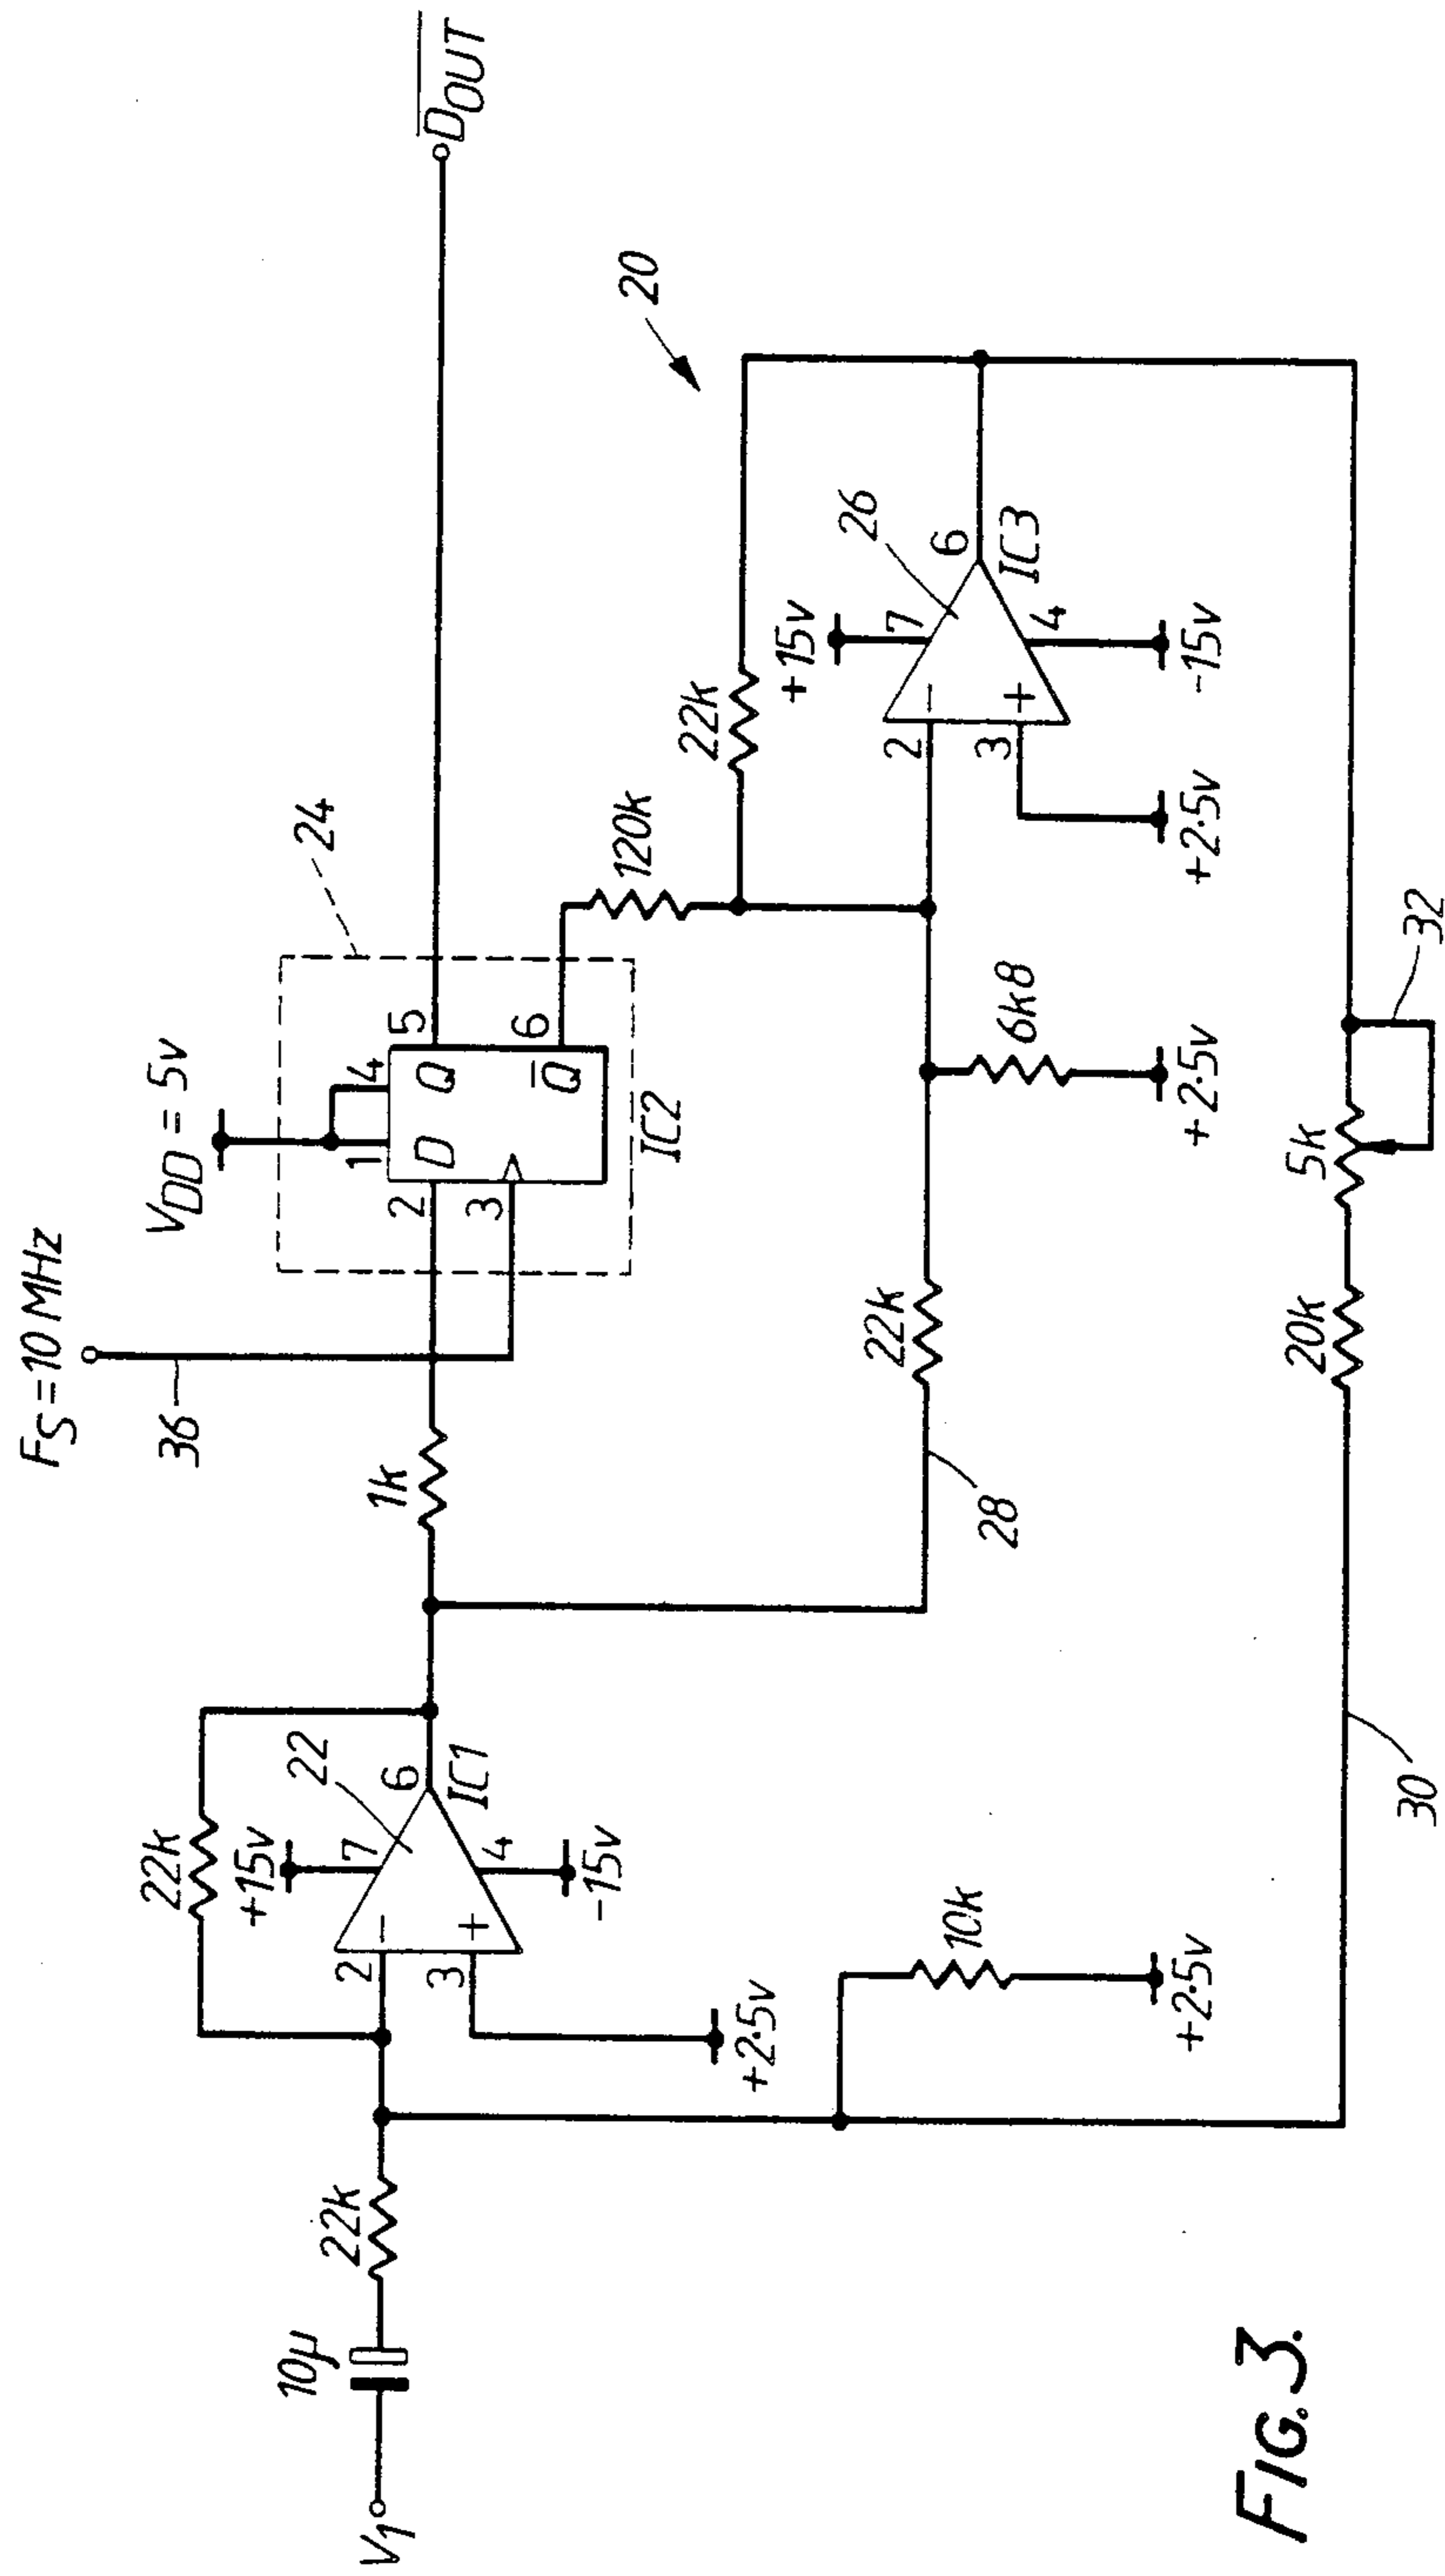 F_S = 10 MHz
36
V_DD = 5v
24
1
4
2
D
Q
5
3
Q̅
6
IC2
D̅O̅U̅T̅
20
1k
120k
22k
22k
+15v
22
2
7
6
3
4
IC1
-15v
+2.5v
10µ
22k
V1
28
22k
6k8
+2.5v
+15v
26
2
7
6
3
4
IC3
-15v
+2.5v
10k
+2.5v
30
20k
5k
32
FIG. 3.